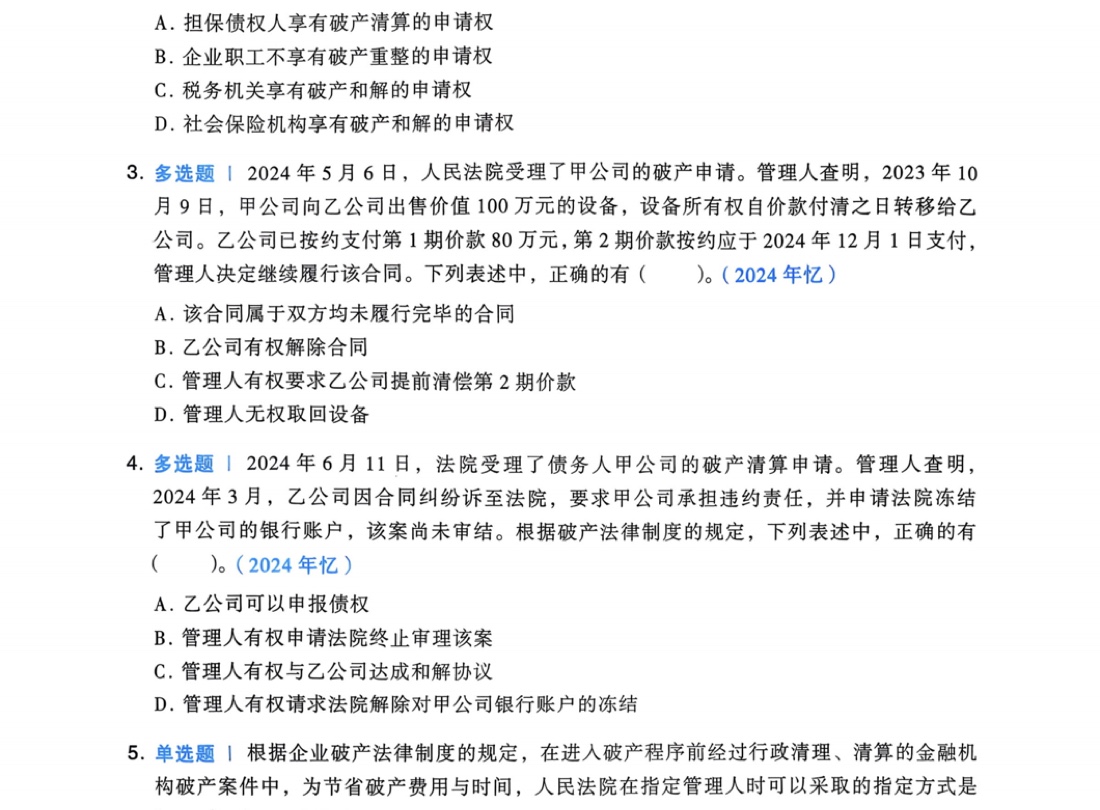 A. 担保债权人享有破产清算的申请权
B. 企业职工不享有破产重整的申请权
C. 税务机关享有破产和解的申请权
D. 社会保险机构享有破产和解的申请权
3. 多选题 | 2024 年 5 月 6 日，人民法院受理了甲公司的破产申请。管理人查明，2023 年 10
月 9 日，甲公司向乙公司出售价值 100 万元的设备，设备所有权自价款付清之日转移给乙
公司。乙公司已按约支付第 1 期价款 80 万元，第 2 期价款按约应于 2024 年 12 月 1 日支付，
管理人决定继续履行该合同。下列表述中，正确的有（　　）。（2024 年忆）
A. 该合同属于双方均未履行完毕的合同
B. 乙公司有权解除合同
C. 管理人有权要求乙公司提前清偿第 2 期价款
D. 管理人无权取回设备
4. 多选题 | 2024 年 6 月 11 日，法院受理了债务人甲公司的破产清算申请。管理人查明，
2024 年 3 月，乙公司因合同纠纷诉至法院，要求甲公司承担违约责任，并申请法院冻结
了甲公司的银行账户，该案尚未审结。根据破产法律制度的规定，下列表述中，正确的有
（　　）。（2024 年忆）
A. 乙公司可以申报债权
B. 管理人有权申请法院终止审理该案
C. 管理人有权与乙公司达成和解协议
D. 管理人有权请求法院解除对甲公司银行账户的冻结
5. 单选题 | 根据企业破产法律制度的规定，在进入破产程序前经过行政清理、清算的金融机
构破产案件中，为节省破产费用与时间，人民法院在指定管理人时可以采取的指定方式是